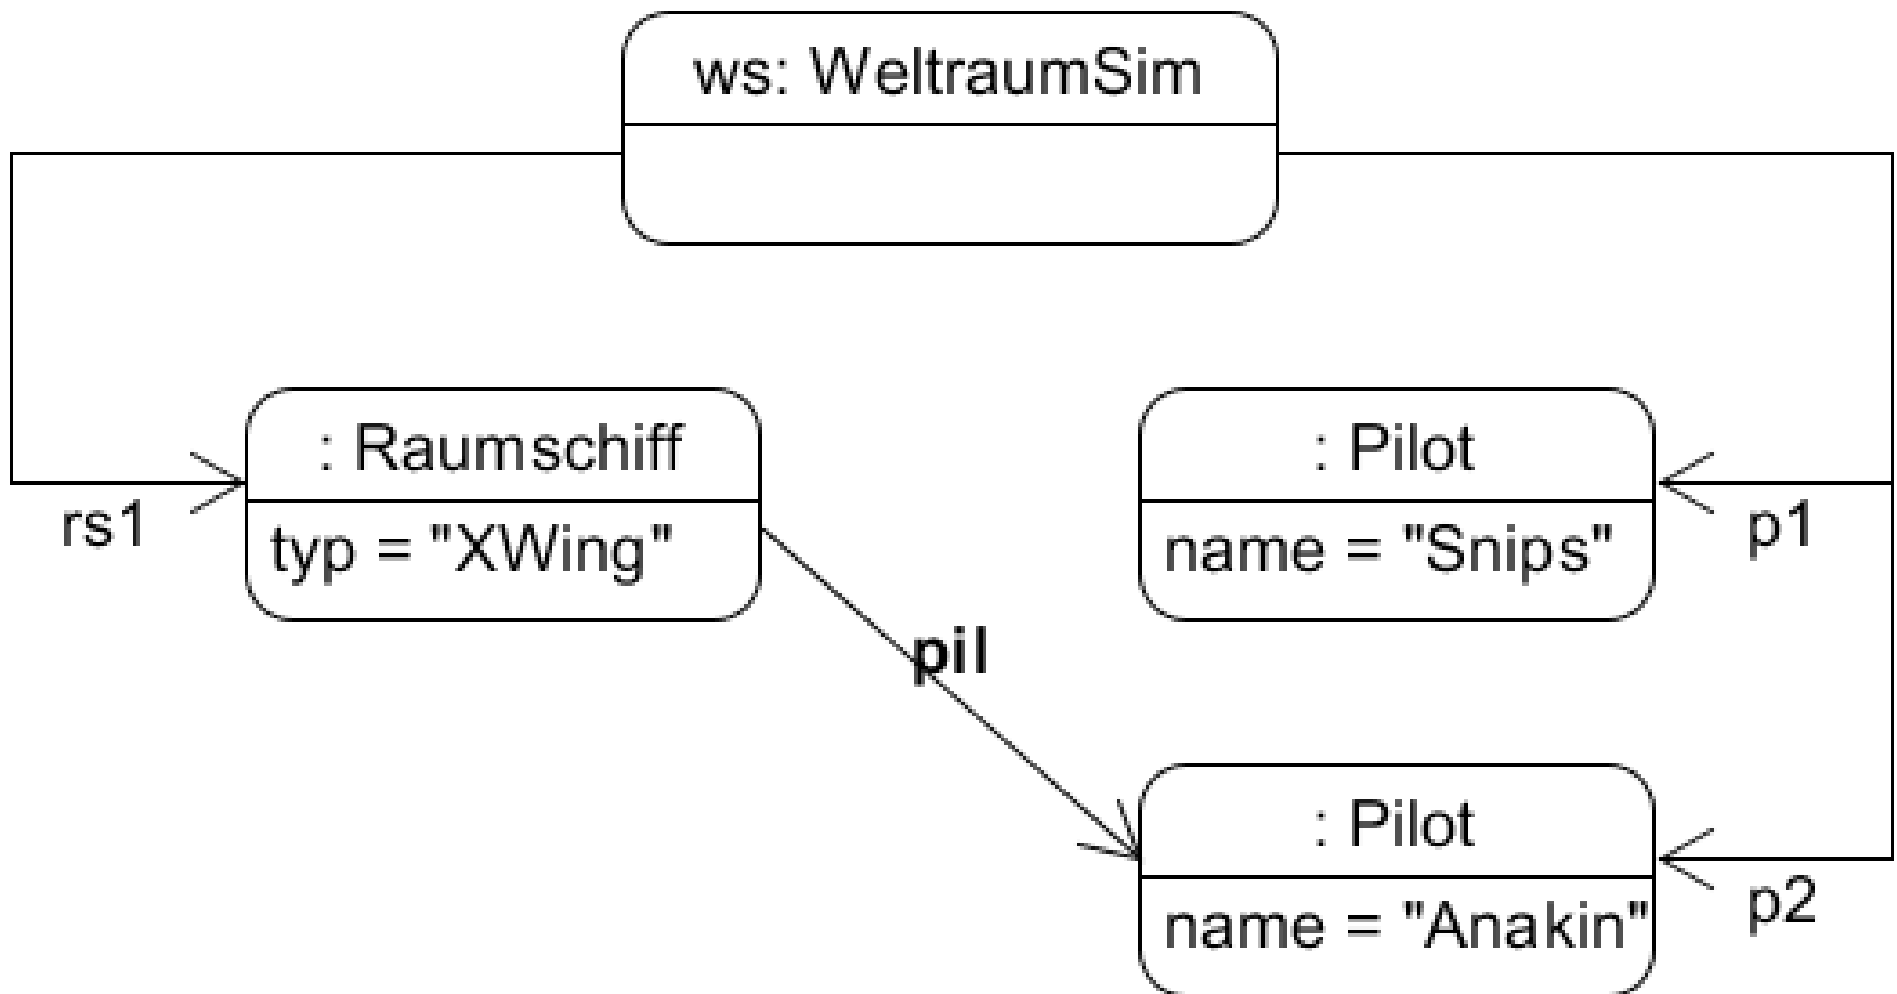 ws: WeltraumSim
: Raumschiff
typ = "XWing"
rs1
: Pilot
name = "Snips"
p1
pil
: Pilot
name = "Anakin"
p2